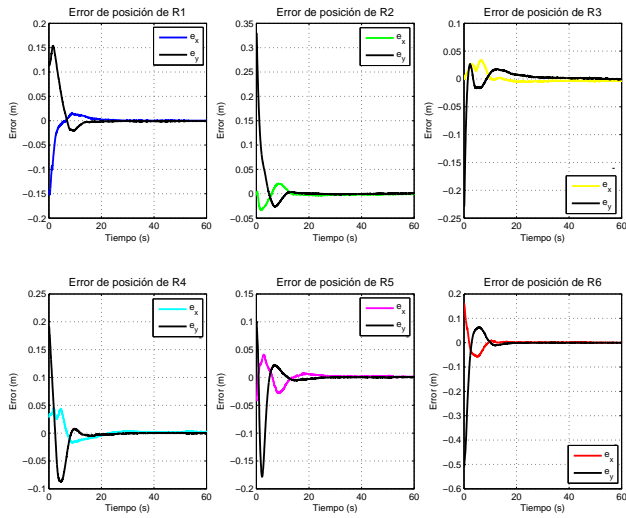 Error de posición de R1
Error de posición de R2
Error de posición de R3
0.2
0.15
0.1
0.05
0
−0.05
−0.1
−0.15
−0.2
Error (m)
0 20 40 60
Tiempo (s)
e_x
e_y
0.35
0.3
0.25
0.2
0.15
0.1
0.05
0
0.05
Error (m)
0 20 40 60
Tiempo (s)
e_x
e_y
0.1
0.05
0
−0.05
−0.1
−0.15
−0.2
−0.25
Error (m)
0 20 40 60
Tiempo (s)
e_x
e_y
Error de posición de R4
Error de posición de R5
Error de posición de R6
0.25
0.2
0.15
0.1
0.05
0
0.05
−0.1
Error (m)
0 20 40 60
Tiempo (s)
e_x
e_y
0.15
0.1
0.05
0
−0.05
−0.1
−0.15
−0.2
Error (m)
0 20 40 60
Tiempo (s)
e_x
e_y
0.2
0.1
0
−0.1
−0.2
−0.3
−0.4
−0.5
−0.6
Error (m)
0 20 40 60
Tiempo (s)
e_x
e_y